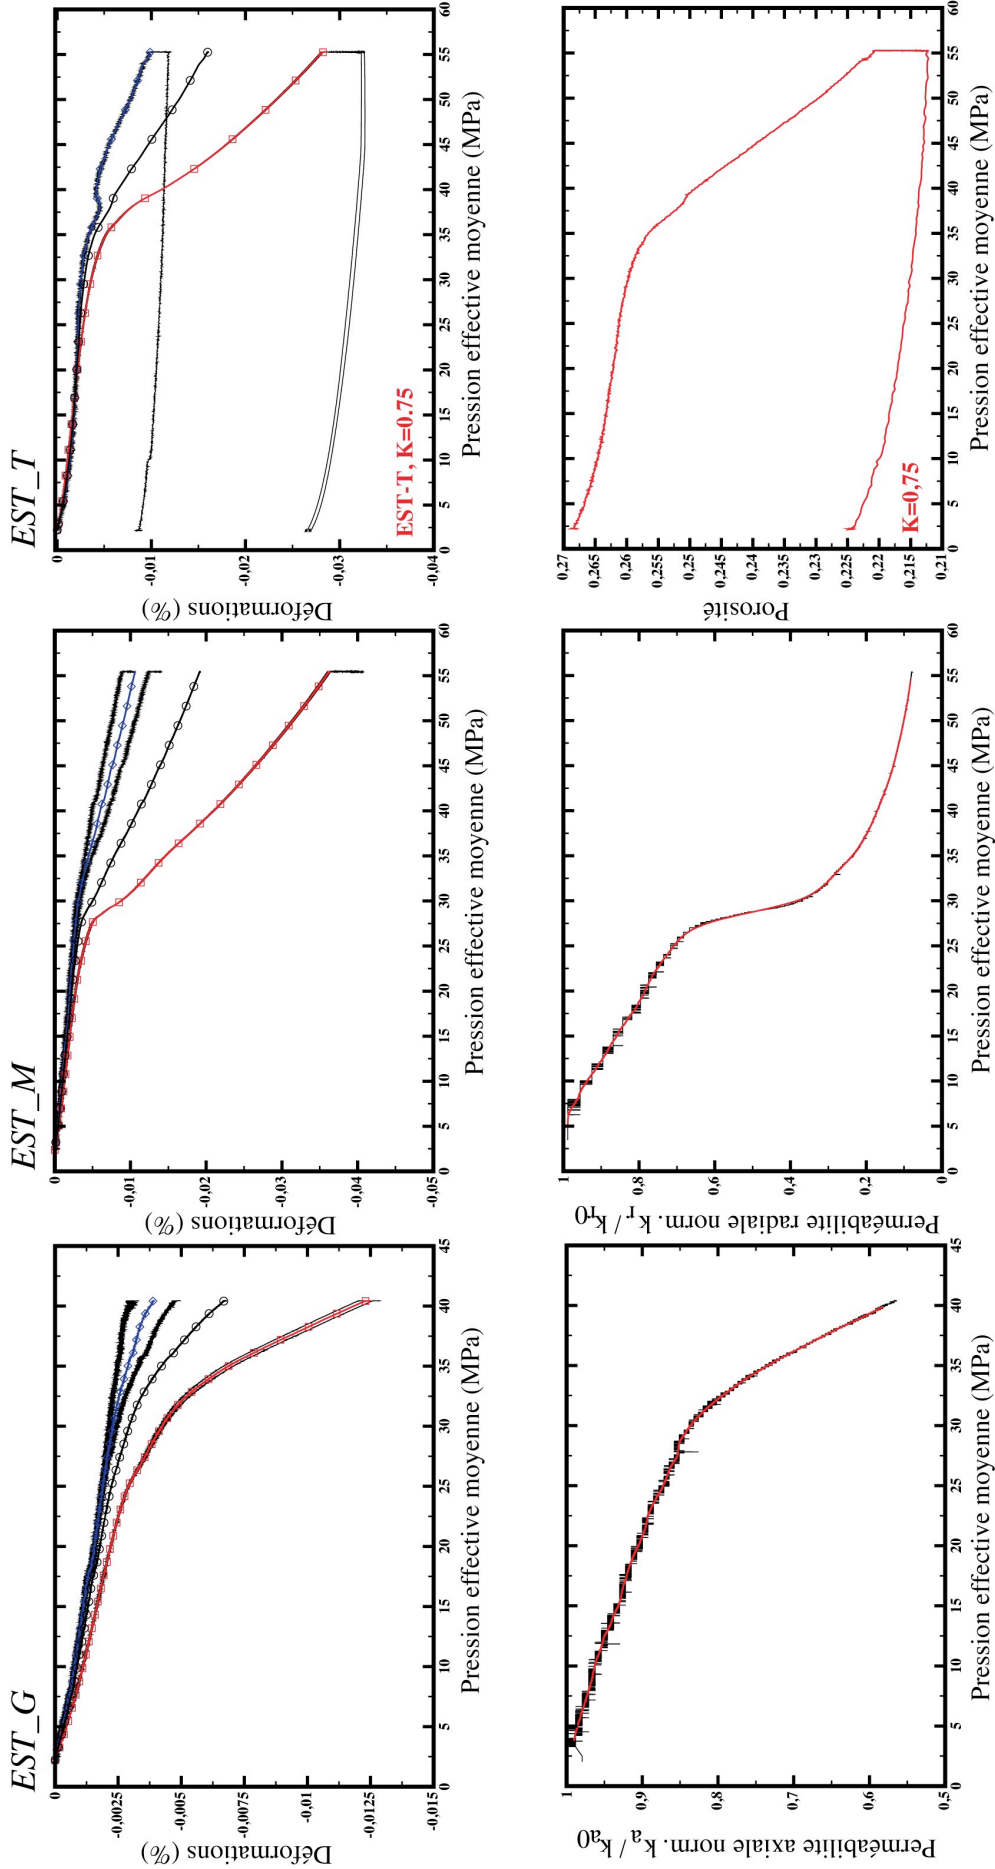 EST_G
Déformations (%)
0
-0,0025
-0,005
-0,0075
-0,01
-0,0125
-0,015
0 5 10 15 20 25 30 35 40 45
Pression effective moyenne (MPa)
EST_M
Déformations (%)
0
-0,01
-0,02
-0,03
-0,04
-0,05
0 5 10 15 20 25 30 35 40 45 50 55 60
Pression effective moyenne (MPa)
EST_T
Déformations (%)
0
-0,01
-0,02
-0,03
-0,04
EST-T, K=0.75
0 5 10 15 20 25 30 35 40 45 50 55 60
Pression effective moyenne (MPa)
Perméabilite axiale norm. ka / ka0
1
0,9
0,8
0,7
0,6
0,5
0 5 10 15 20 25 30 35 40 45
Pression effective moyenne (MPa)
Perméabilite radiale norm. kr / kr0
1
0,8
0,6
0,4
0,2
0
0 5 10 15 20 25 30 35 40 45 50 55 60
Pression effective moyenne (MPa)
Porosité
0,27
0,265
0,26
0,255
0,25
0,245
0,24
0,235
0,23
0,225
0,22
0,215
0,21
K=0,75
0 5 10 15 20 25 30 35 40 45 50 55 60
Pression effective moyenne (MPa)